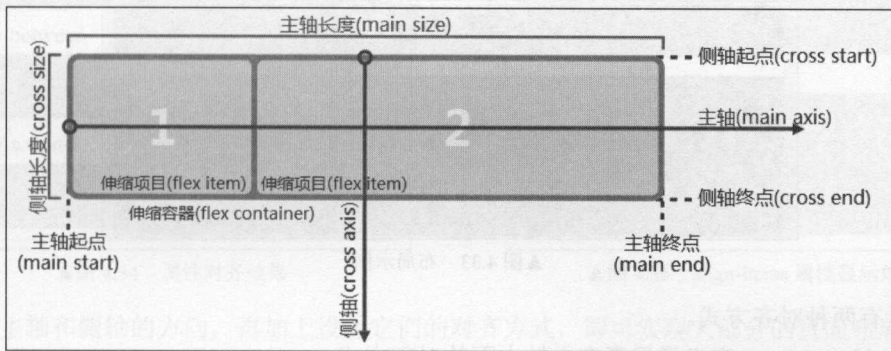 主轴长度(main size)
侧轴起点(cross start)
侧轴长度(cross size)
1
2
主轴(main axis)
伸缩项目(flex item)
伸缩项目(flex item)
侧轴终点(cross end)
伸缩容器(flex container)
主轴起点
(main start)
侧轴(cross axis)
主轴终点
(main end)